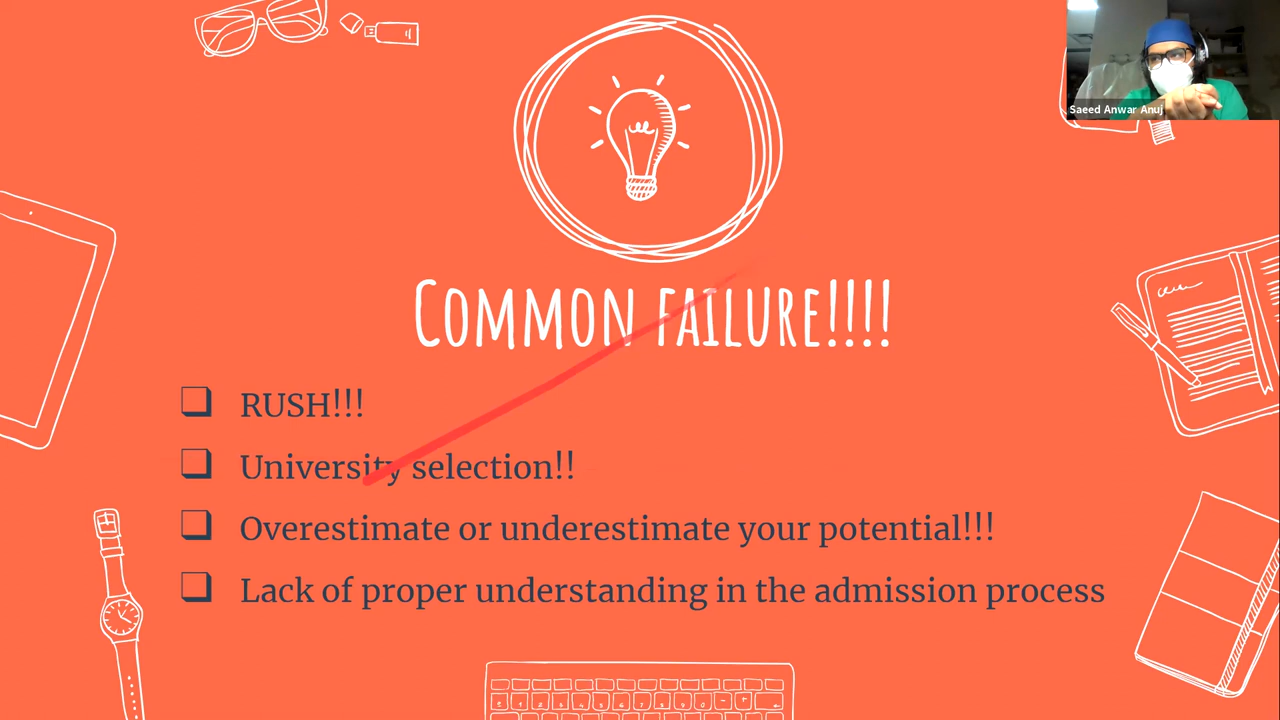 Saeed Anwar Anuj
Common failure!!!!
❑ RUSH!!!
❑ University selection!!
❑ Overestimate or underestimate your potential!!!
❑ Lack of proper understanding in the admission process